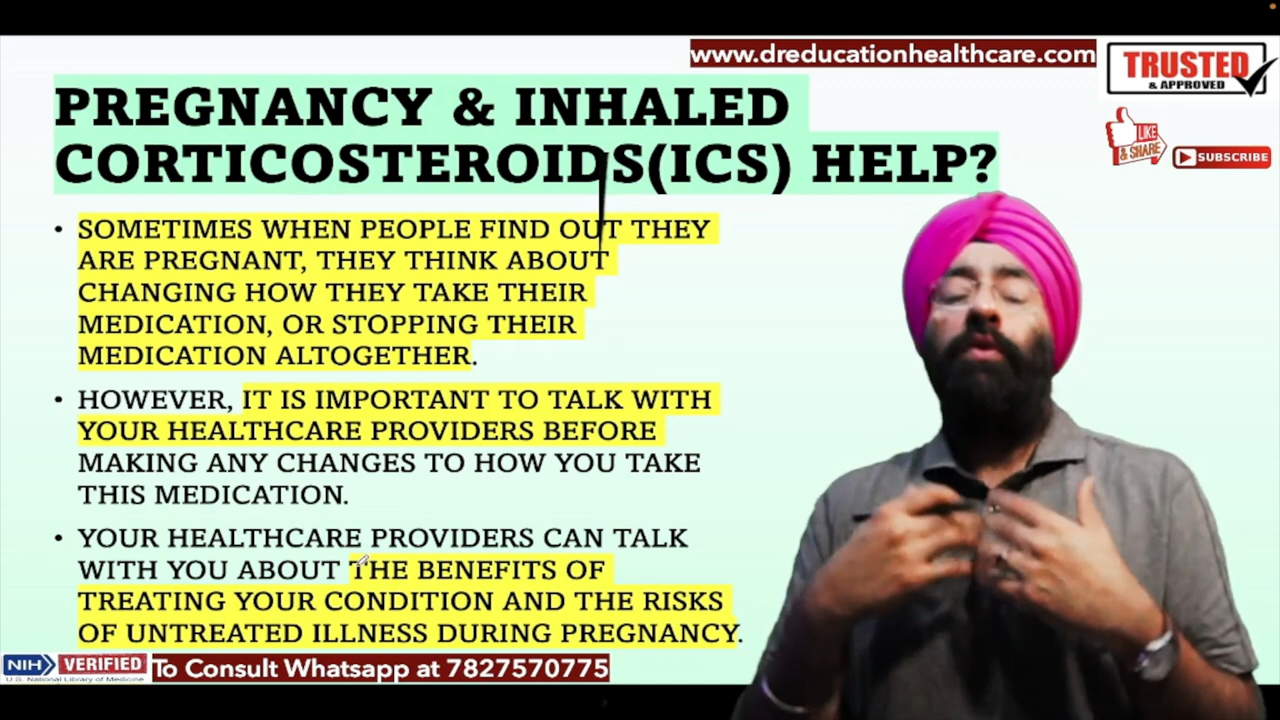 www.dreducationhealthcare.com
TRUSTED
& APPROVED
LIKE
& SHARE
SUBSCRIBE
PREGNANCY & INHALED
CORTICOSTEROIDS(ICS) HELP?
• SOMETIMES WHEN PEOPLE FIND OUT THEY
ARE PREGNANT, THEY THINK ABOUT
CHANGING HOW THEY TAKE THEIR
MEDICATION, OR STOPPING THEIR
MEDICATION ALTOGETHER.
• HOWEVER, IT IS IMPORTANT TO TALK WITH
YOUR HEALTHCARE PROVIDERS BEFORE
MAKING ANY CHANGES TO HOW YOU TAKE
THIS MEDICATION.
• YOUR HEALTHCARE PROVIDERS CAN TALK
WITH YOU ABOUT THE BENEFITS OF
TREATING YOUR CONDITION AND THE RISKS
OF UNTREATED ILLNESS DURING PREGNANCY.
NIH VERIFIED
U.S. National Library of Medicine
To Consult Whatsapp at 7827570775